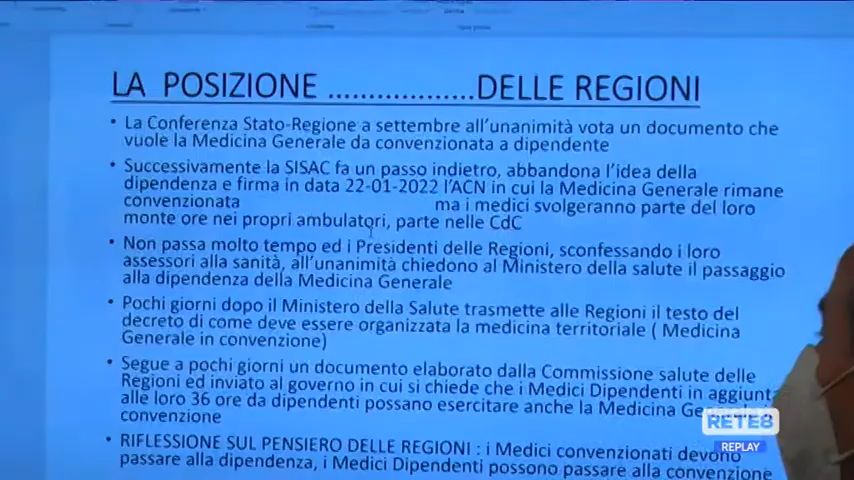 LA POSIZIONE ..................DELLE REGIONI
• La Conferenza Stato-Regione a settembre all'unanimità vota un documento che
vuole la Medicina Generale da convenzionata a dipendente
• Successivamente la SISAC fa un passo indietro, abbandona l'idea della
dipendenza e firma in data 22-01-2022 l'ACN in cui la Medicina Generale rimane
convenzionata ma i medici svolgeranno parte del loro
monte ore nei propri ambulatori, parte nelle CdC
• Non passa molto tempo ed i Presidenti delle Regioni, sconfessando i loro
assessori alla sanità, all'unanimità chiedono al Ministero della salute il passaggio
alla dipendenza della Medicina Generale
• Pochi giorni dopo il Ministero della Salute trasmette alle Regioni il testo del
decreto di come deve essere organizzata la medicina territoriale ( Medicina
Generale in convenzione)
• Segue a pochi giorni un documento elaborato dalla Commissione salute delle
Regioni ed inviato al governo in cui si chiede che i Medici Dipendenti in aggiunta
alle loro 36 ore da dipendenti possano esercitare anche la Medicina
convenzione
• RIFLESSIONE SUL PENSIERO DELLE REGIONI : i Medici convenzionati devono
passare alla dipendenza, i Medici Dipendenti possono passare alla convenzione
RETE8
REPLAY